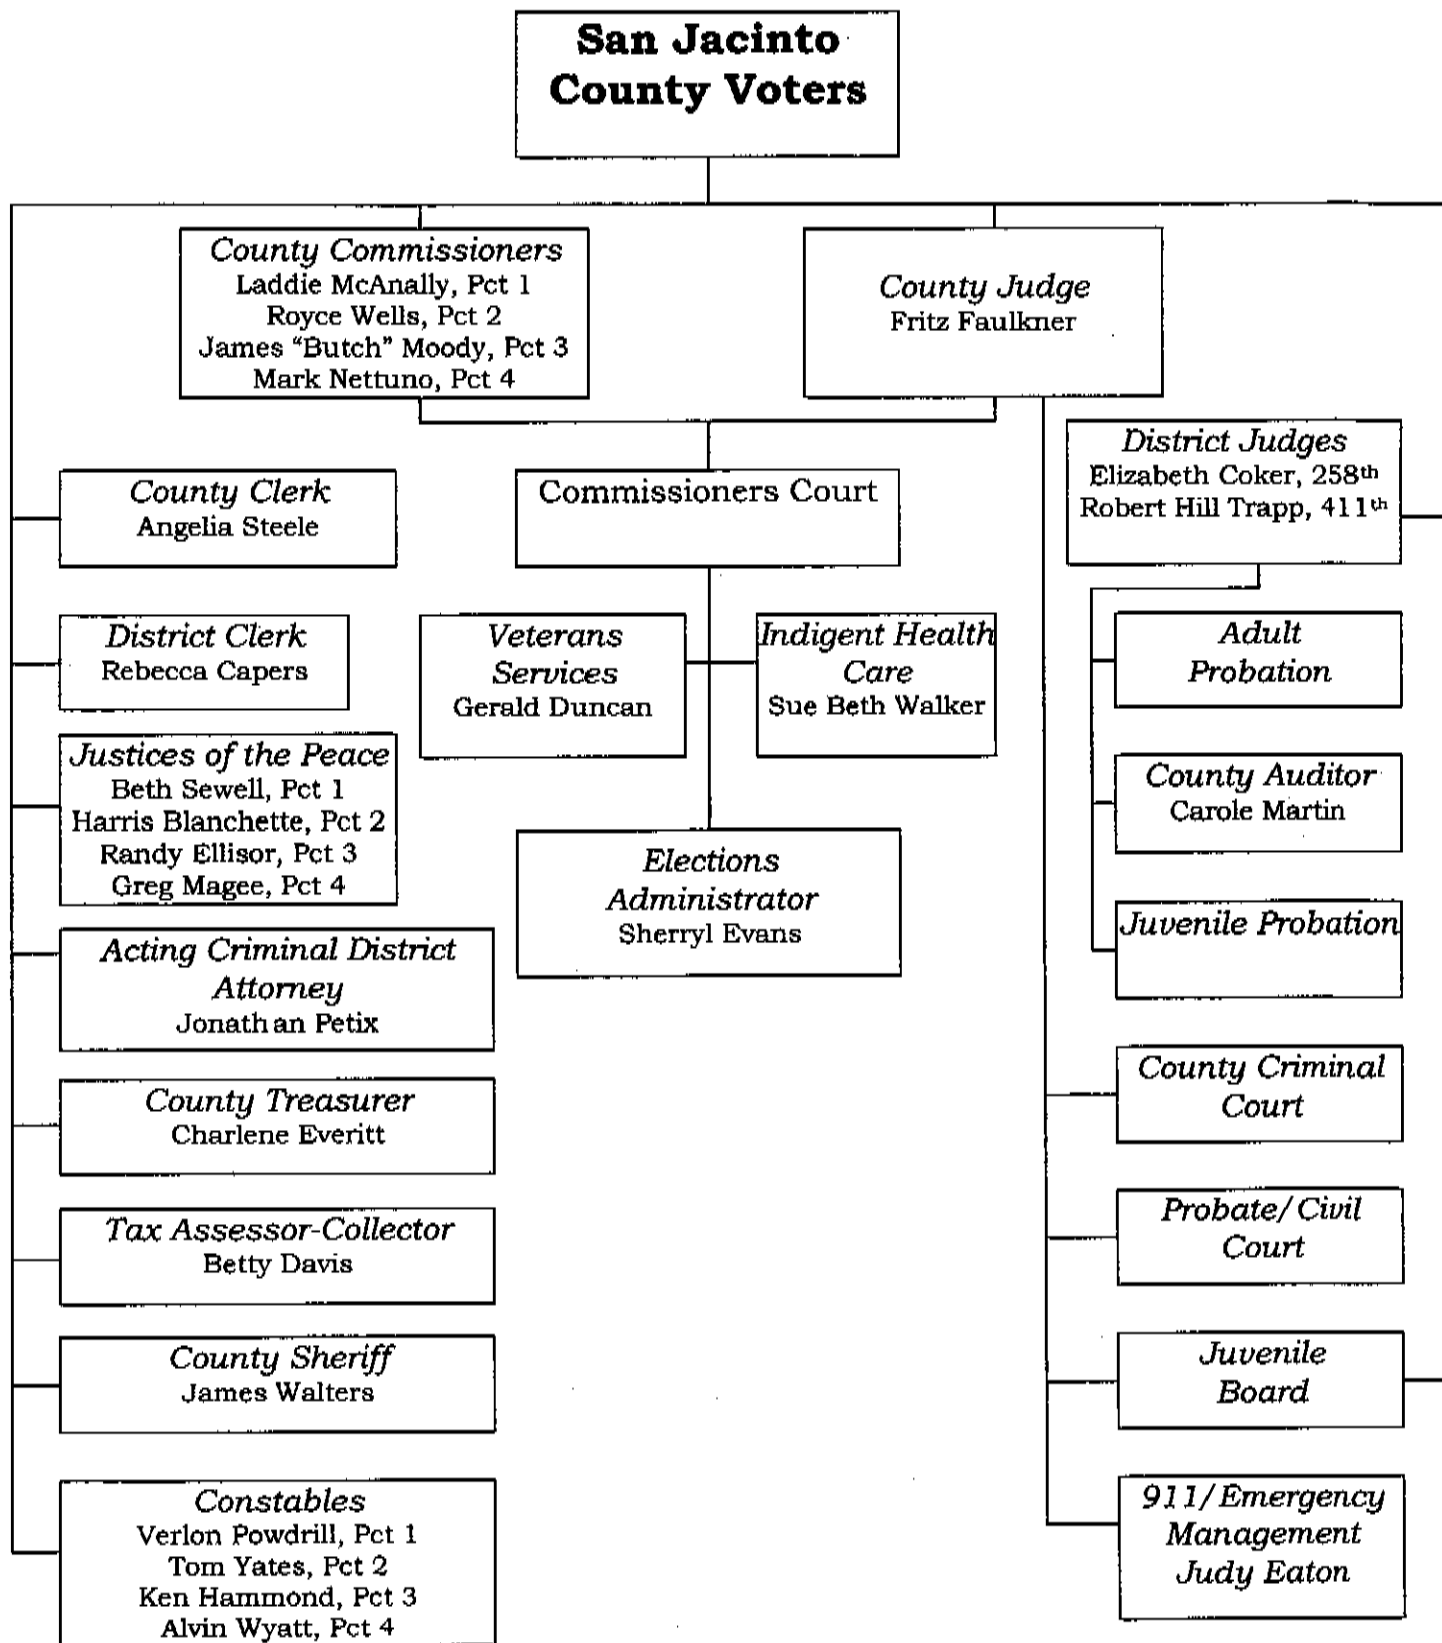 San Jacinto
County Voters
County Commissioners
Laddie McAnally, Pct 1
Royce Wells, Pct 2
James “Butch” Moody, Pct 3
Mark Nettuno, Pct 4
County Judge
Fritz Faulkner
County Clerk
Angelia Steele
Commissioners Court
District Judges
Elizabeth Coker, 258th
Robert Hill Trapp, 411th
District Clerk
Rebecca Capers
Veterans
Services
Gerald Duncan
Indigent Health
Care
Sue Beth Walker
Adult
Probation
Justices of the Peace
Beth Sewell, Pct 1
Harris Blanchette, Pct 2
Randy Ellisor, Pct 3
Greg Magee, Pct 4
County Auditor
Carole Martin
Elections
Administrator
Sherryl Evans
Juvenile Probation
Acting Criminal District
Attorney
Jonathan Petix
County Criminal
Court
County Treasurer
Charlene Everitt
Probate/Civil
Court
Tax Assessor-Collector
Betty Davis
County Sheriff
James Walters
Juvenile
Board
Constables
Verlon Powdrill, Pct 1
Tom Yates, Pct 2
Ken Hammond, Pct 3
Alvin Wyatt, Pct 4
911/Emergency
Management
Judy Eaton